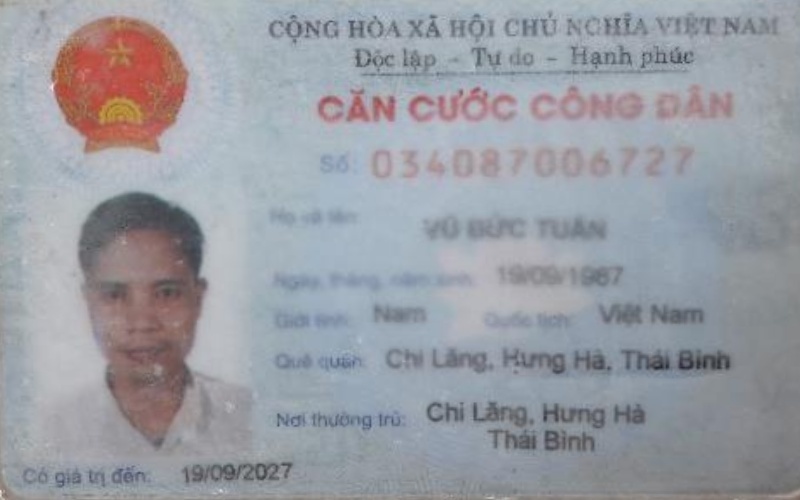 CỘNG HÒA XÃ HỘI CHỦ NGHĨA VIỆT NAM
Độc lập - Tự do - Hạnh phúc
CĂN CƯỚC CÔNG DÂN
Số: 034087006727
Họ và tên: VŨ ĐỨC TUÂN
Ngày, tháng, năm sinh: 19/09/1987
Giới tính: Nam Quốc tịch: Việt Nam
Quê quán: Chi Lăng, Hưng Hà, Thái Bình
Nơi thường trú: Chi Lăng, Hưng Hà
Thái Bình
Có giá trị đến: 19/09/2027